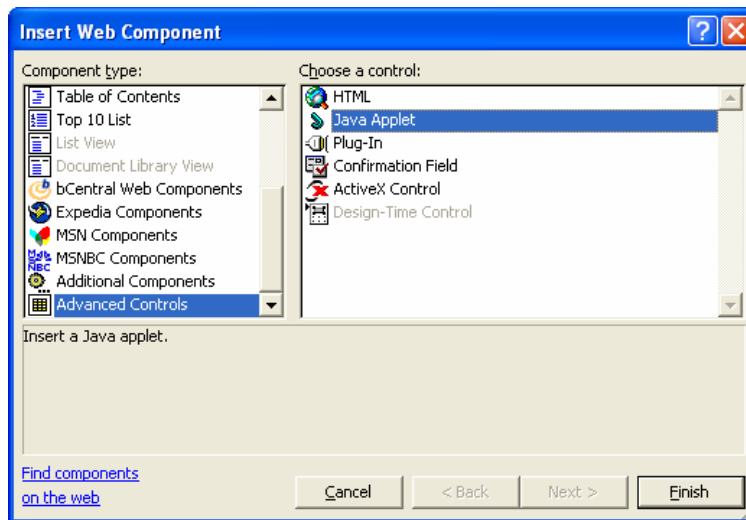 Insert Web Component
Component type:
Table of Contents
Top 10 List
List View
Document Library View
bCentral Web Components
Expedia Components
MSN Components
MSNBC Components
Additional Components
Advanced Controls
Choose a control:
HTML
Java Applet
Plug-In
Confirmation Field
ActiveX Control
Design-Time Control
Insert a Java applet.
Find components
on the web
Cancel
< Back
Next >
Finish